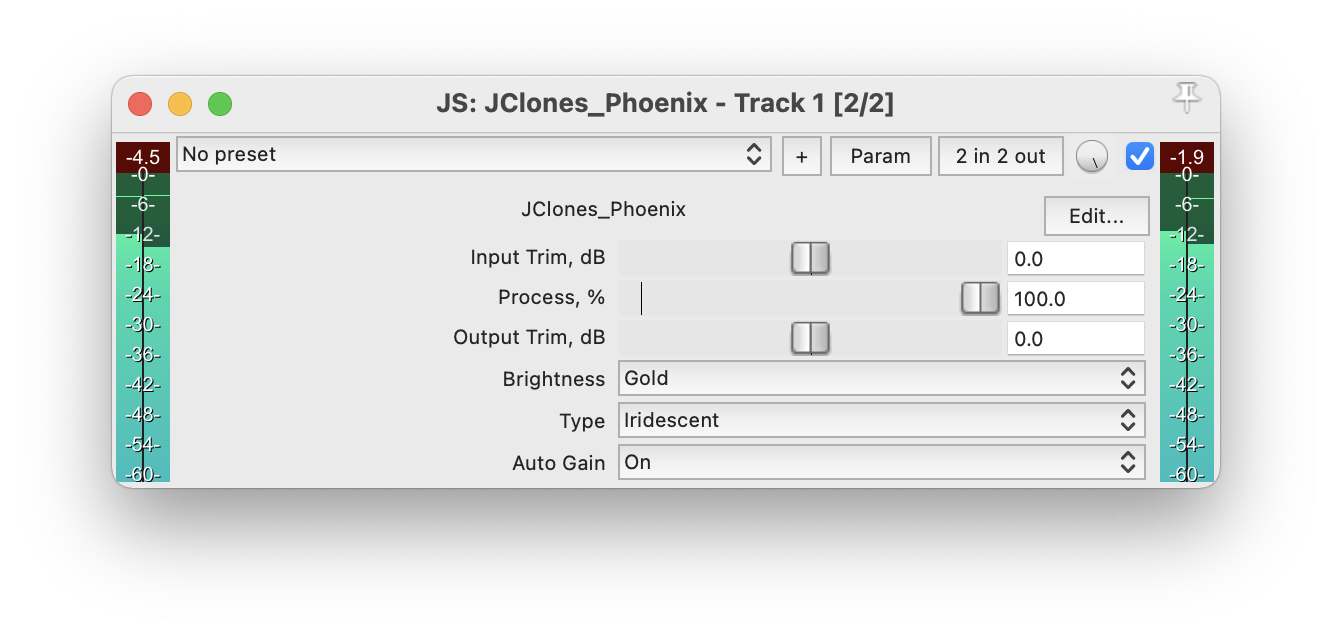 JS: JClones_Phoenix - Track 1 [2/2]
-4.5 No preset + Param 2 in 2 out -1.9
JClones_Phoenix Edit...
Input Trim, dB 0.0
Process, % 100.0
Output Trim, dB 0.0
Brightness Gold
Type Iridescent
Auto Gain On
-0-
-6-
-12-
-18-
-24-
-30-
-36-
-42-
-48-
-54-
-60-
-0-
-6-
-12-
-18-
-24-
-30-
-36-
-42-
-48-
-54-
-60-